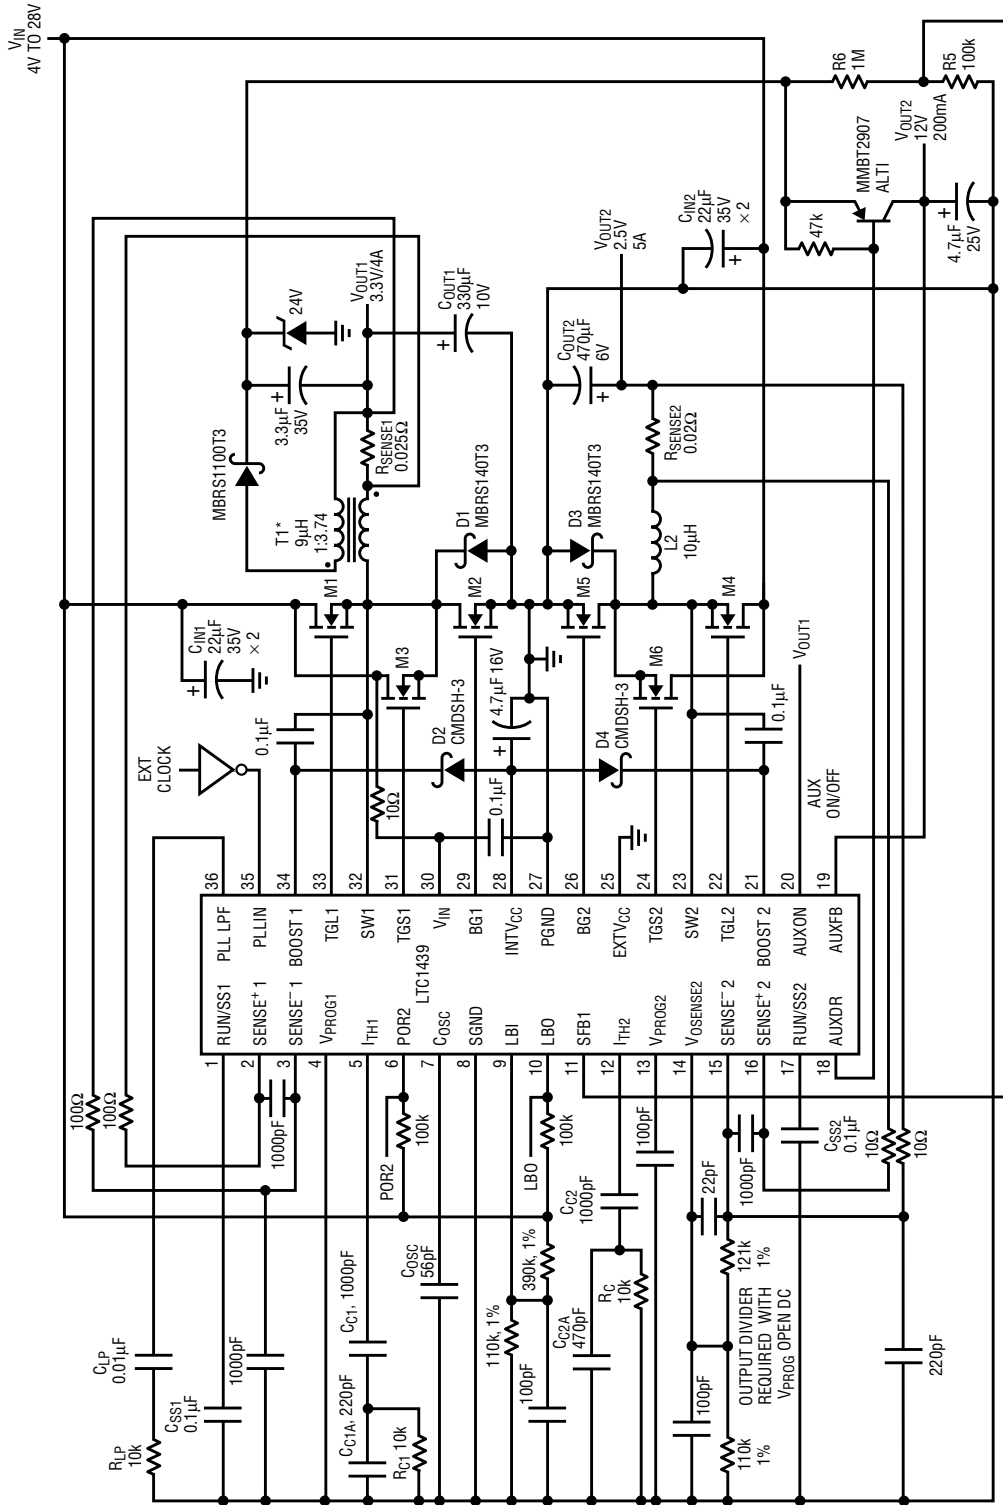 VIN
4V TO 28V
EXT
CLOCK
CIN1
22µF
35V
× 2
0.1µF
MBRS1100T3
T1*
9µH
1:3.74
3.3µF
35V
+
24V
RSENSE1
0.025Ω
VOUT1
3.3V/4A
COUT1
330µF
10V
+
M1
M3
D1
MBRS140T3
M2
D2
CMDSH-3
10Ω
4.7µF 16V
+
0.1µF
M5
D3
MBRS140T3
COUT2
470µF
6V
+
VOUT2
2.5V
5A
CIN2
22µF
35V
× 2
+
L2
10µH
RSENSE2
0.02Ω
D4
CMDSH-3
M6
M4
0.1µF
VOUT1
AUX
ON/OFF
R6
1M
R5
100k
47k
MMBT2907
ALTI
VOUT2
12V
200mA
4.7µF
25V
+
LTC1439
1 RUN/SS1
2 SENSE+ 1
3 SENSE– 1
4 VPROG1
5 ITH1
6 POR2
7 COSC
8 SGND
9 LBI
10 LBO
11 SFB1
12 ITH2
13 VPROG2
14 VOSENSE2
15 SENSE– 2
16 SENSE+ 2
17 RUN/SS2
18 AUXDR
PLL LPF 36
PLLIN 35
BOOST 1 34
TGL1 33
SW1 32
TGS1 31
VIN 30
BG1 29
INTVCC 28
PGND 27
BG2 26
EXTVCC 25
TGS2 24
SW2 23
TGL2 22
BOOST 2 21
AUXON 20
AUXFB 19
100Ω
100Ω
1000pF
POR2
100k
LBO
100k
CLP
0.01µF
RLP
10k
CSS1
0.1µF
1000pF
CC1, 1000pF
CC1A, 220pF
RC1 10k
COSC
56pF
390k, 1%
110k, 1%
100pF
CC2
1000pF
CC2A
470pF
RC
10k
100pF
22pF
1000pF
121k
1%
100pF
110k
1%
OUTPUT DIVIDER
REQUIRED WITH
VPROG OPEN DC
CSS2
0.1µF
10Ω
10Ω
220pF